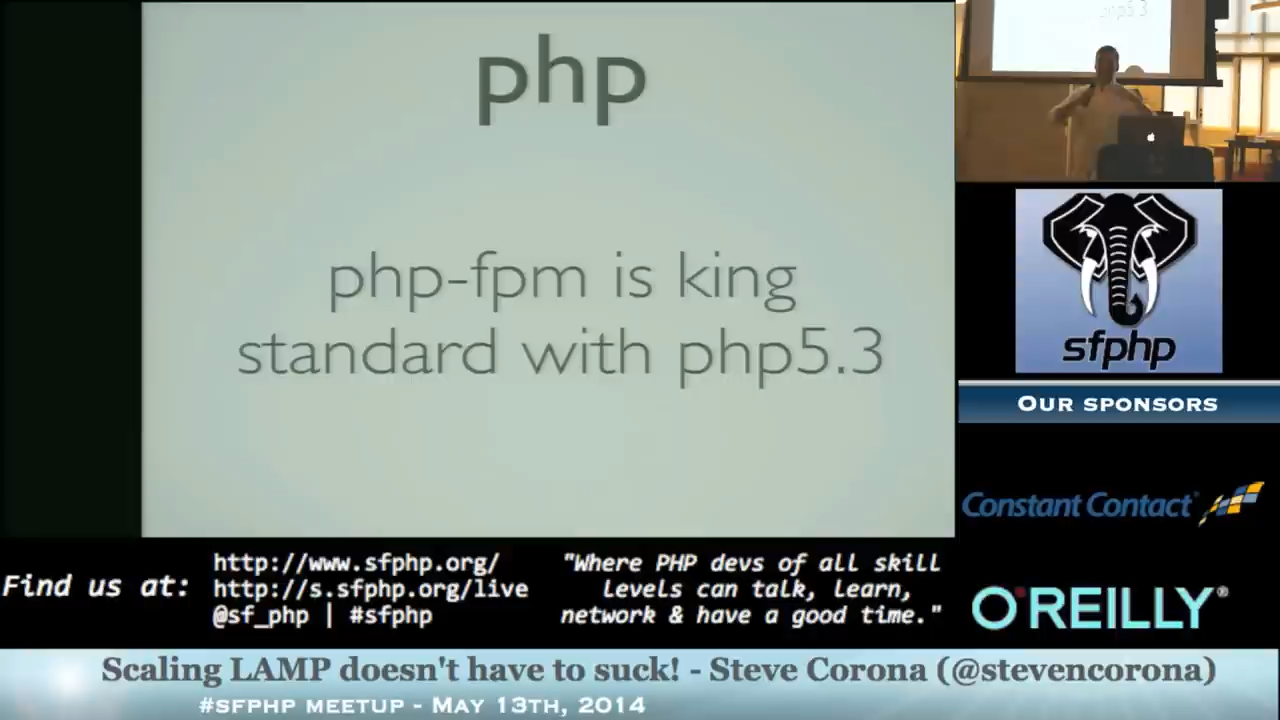 php
php-fpm is king
standard with php5.3
php5.3
sfphp
Our sponsors
Constant Contact®
O'REILLY®
Find us at:
http://www.sfphp.org/
http://s.sfphp.org/live
@sf_php | #sfphp
"Where PHP devs of all skill
Levels can talk, learn,
network & have a good time."
Scaling LAMP doesn't have to suck! - Steve Corona (@stevencorona)
#sfphp meetup - May 13th, 2014